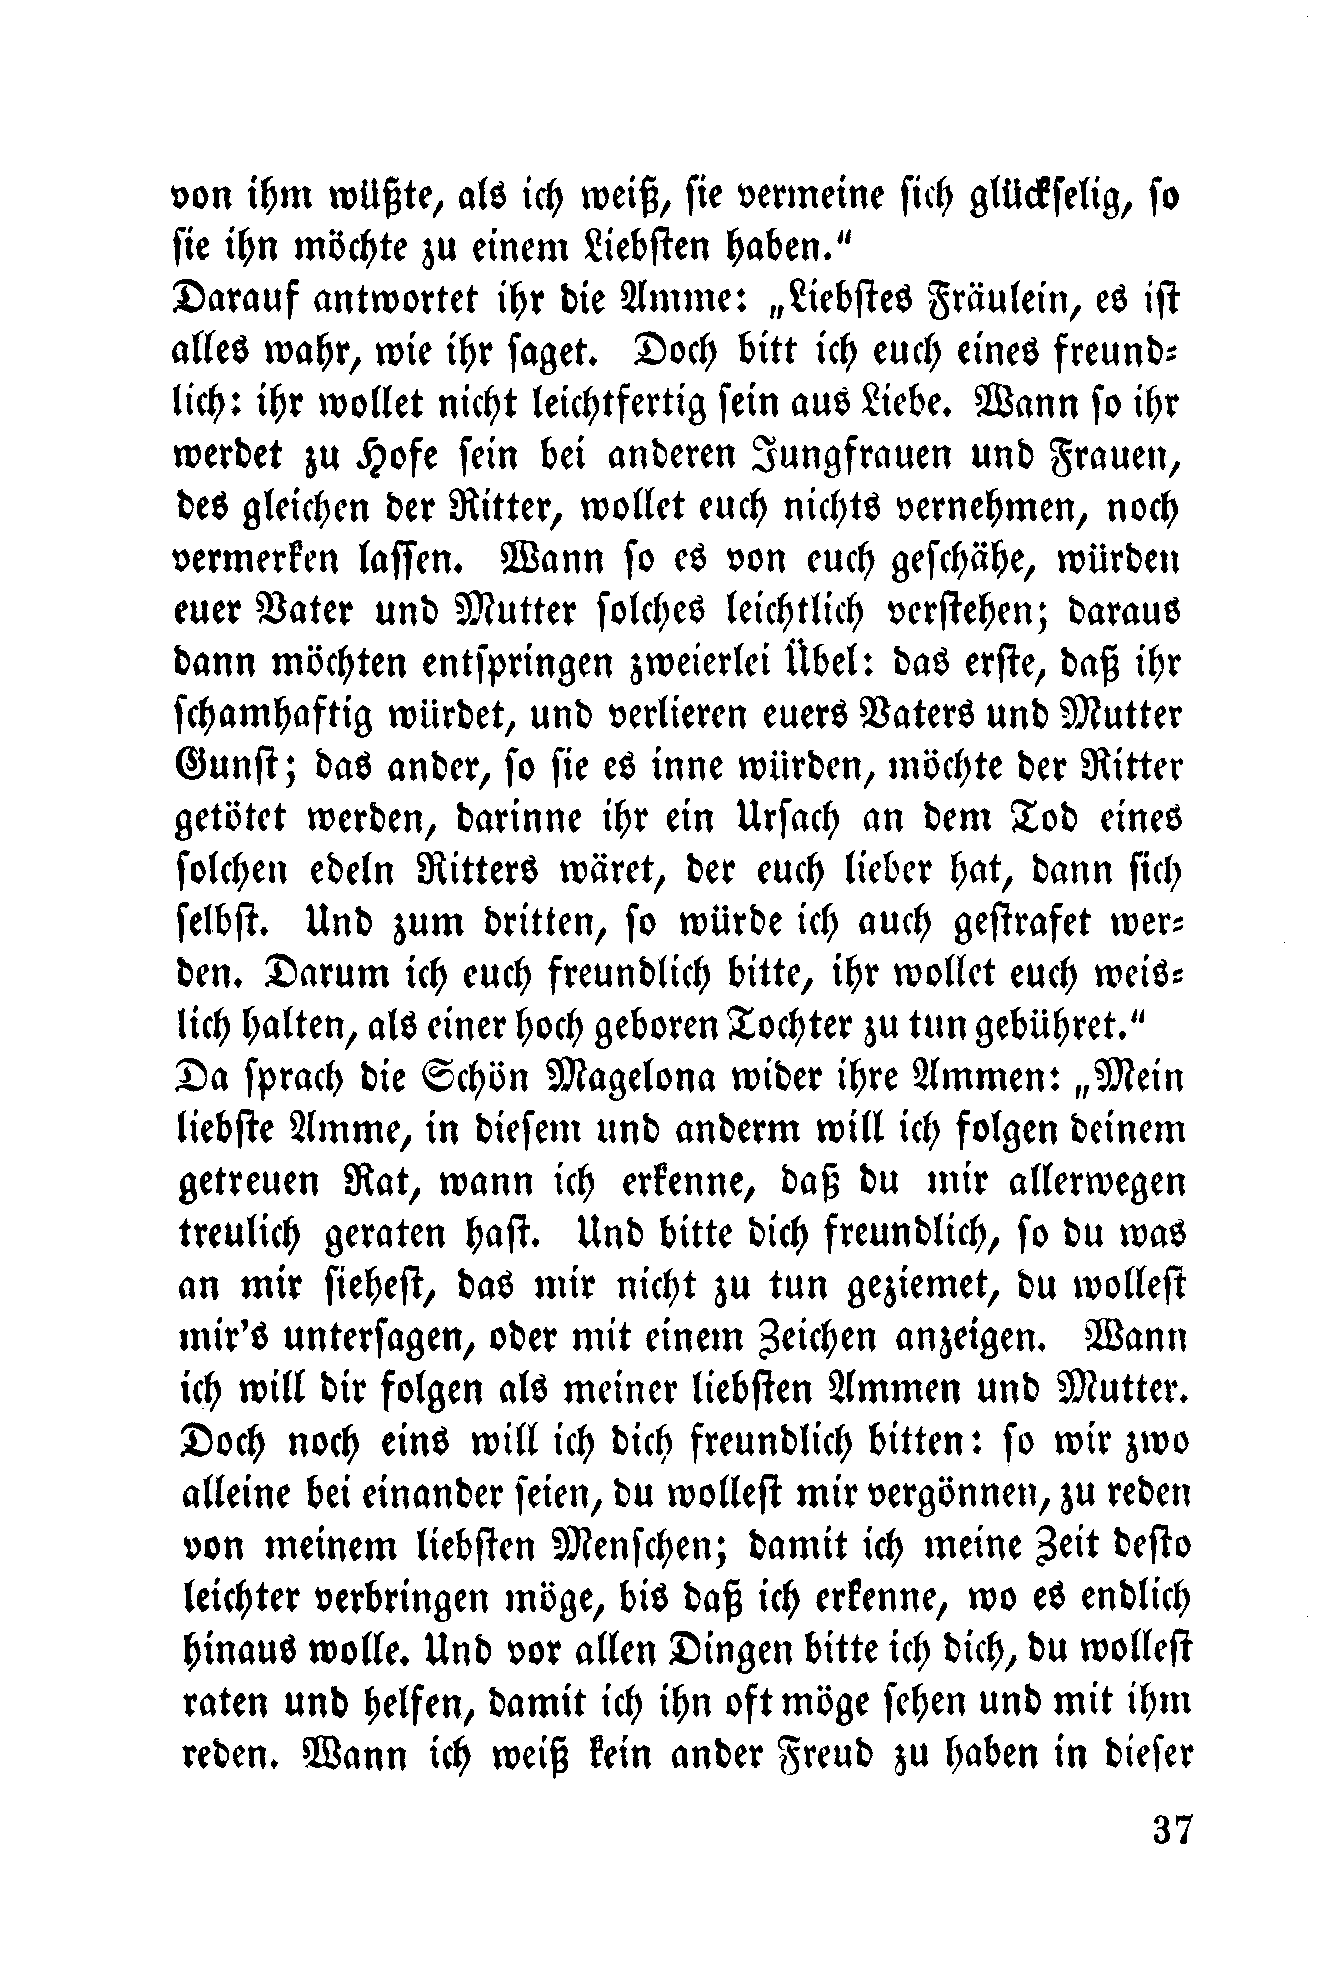 von ihm wüßte, als ich weiß, sie vermeine sich glückselig, so
sie ihn möchte zu einem Liebsten haben.“
Darauf antwortet ihr die Amme: „Liebstes Fräulein, es ist
alles wahr, wie ihr saget. Doch bitt ich euch eines freund-
lich: ihr wollet nicht leichtfertig sein aus Liebe. Wann so ihr
werdet zu Hofe sein bei anderen Jungfrauen und Frauen,
des gleichen der Ritter, wollet euch nichts vernehmen, noch
vermerken lassen. Wann so es von euch geschähe, würden
euer Vater und Mutter solches leichtlich verstehen; daraus
dann möchten entspringen zweierlei Übel: das erste, daß ihr
schamhaftig würdet, und verlieren euers Vaters und Mutter
Gunst; das ander, so sie es inne würden, möchte der Ritter
getötet werden, darinne ihr ein Ursach an dem Tod eines
solchen edeln Ritters wäret, der euch lieber hat, dann sich
selbst. Und zum dritten, so würde ich auch gestrafet wer-
den. Darum ich euch freundlich bitte, ihr wollet euch weis-
lich halten, als einer hoch geboren Tochter zu tun gebühret.“
Da sprach die Schön Magelona wider ihre Ammen: „Mein
liebste Amme, in diesem und anderm will ich folgen deinem
getreuen Rat, wann ich erkenne, daß du mir allerwegen
treulich geraten hast. Und bitte dich freundlich, so du was
an mir siehest, das mir nicht zu tun geziemet, du wollest
mir’s untersagen, oder mit einem Zeichen anzeigen. Wann
ich will dir folgen als meiner liebsten Ammen und Mutter.
Doch noch eins will ich dich freundlich bitten: so wir zwo
alleine bei einander seien, du wollest mir vergönnen, zu reden
von meinem liebsten Menschen; damit ich meine Zeit desto
leichter verbringen möge, bis daß ich erkenne, wo es endlich
hinaus wolle. Und vor allen Dingen bitte ich dich, du wollest
raten und helfen, damit ich ihn oft möge sehen und mit ihm
reden. Wann ich weiß kein ander Freud zu haben in dieser
37